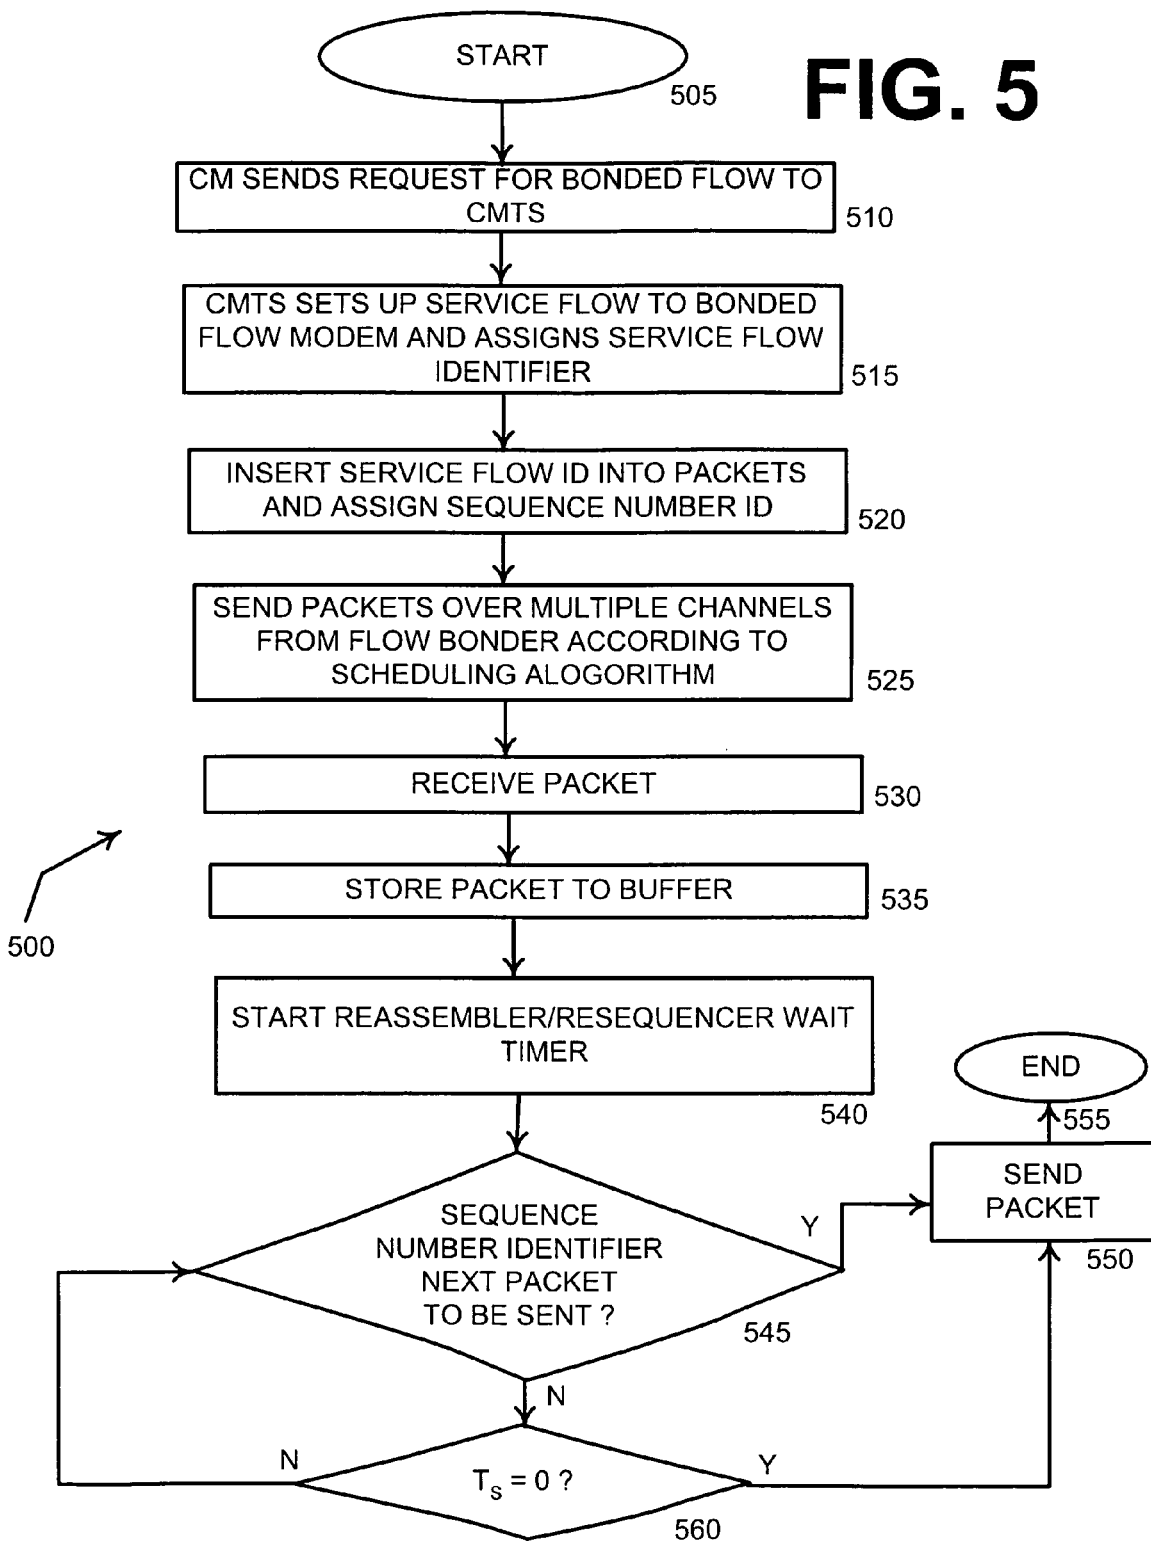 FIG. 5
START
505
CM SENDS REQUEST FOR BONDED FLOW TO
CMTS
510
CMTS SETS UP SERVICE FLOW TO BONDED
FLOW MODEM AND ASSIGNS SERVICE FLOW
IDENTIFIER
515
INSERT SERVICE FLOW ID INTO PACKETS
AND ASSIGN SEQUENCE NUMBER ID
520
SEND PACKETS OVER MULTIPLE CHANNELS
FROM FLOW BONDER ACCORDING TO
SCHEDULING ALOGORITHM
525
RECEIVE PACKET
530
STORE PACKET TO BUFFER
535
500
START REASSEMBLER/RESEQUENCER WAIT
TIMER
540
END
555
SEND
PACKET
550
SEQUENCE
NUMBER IDENTIFIER
NEXT PACKET
TO BE SENT ?
Y
545
N
N
T_S = 0 ?
Y
560